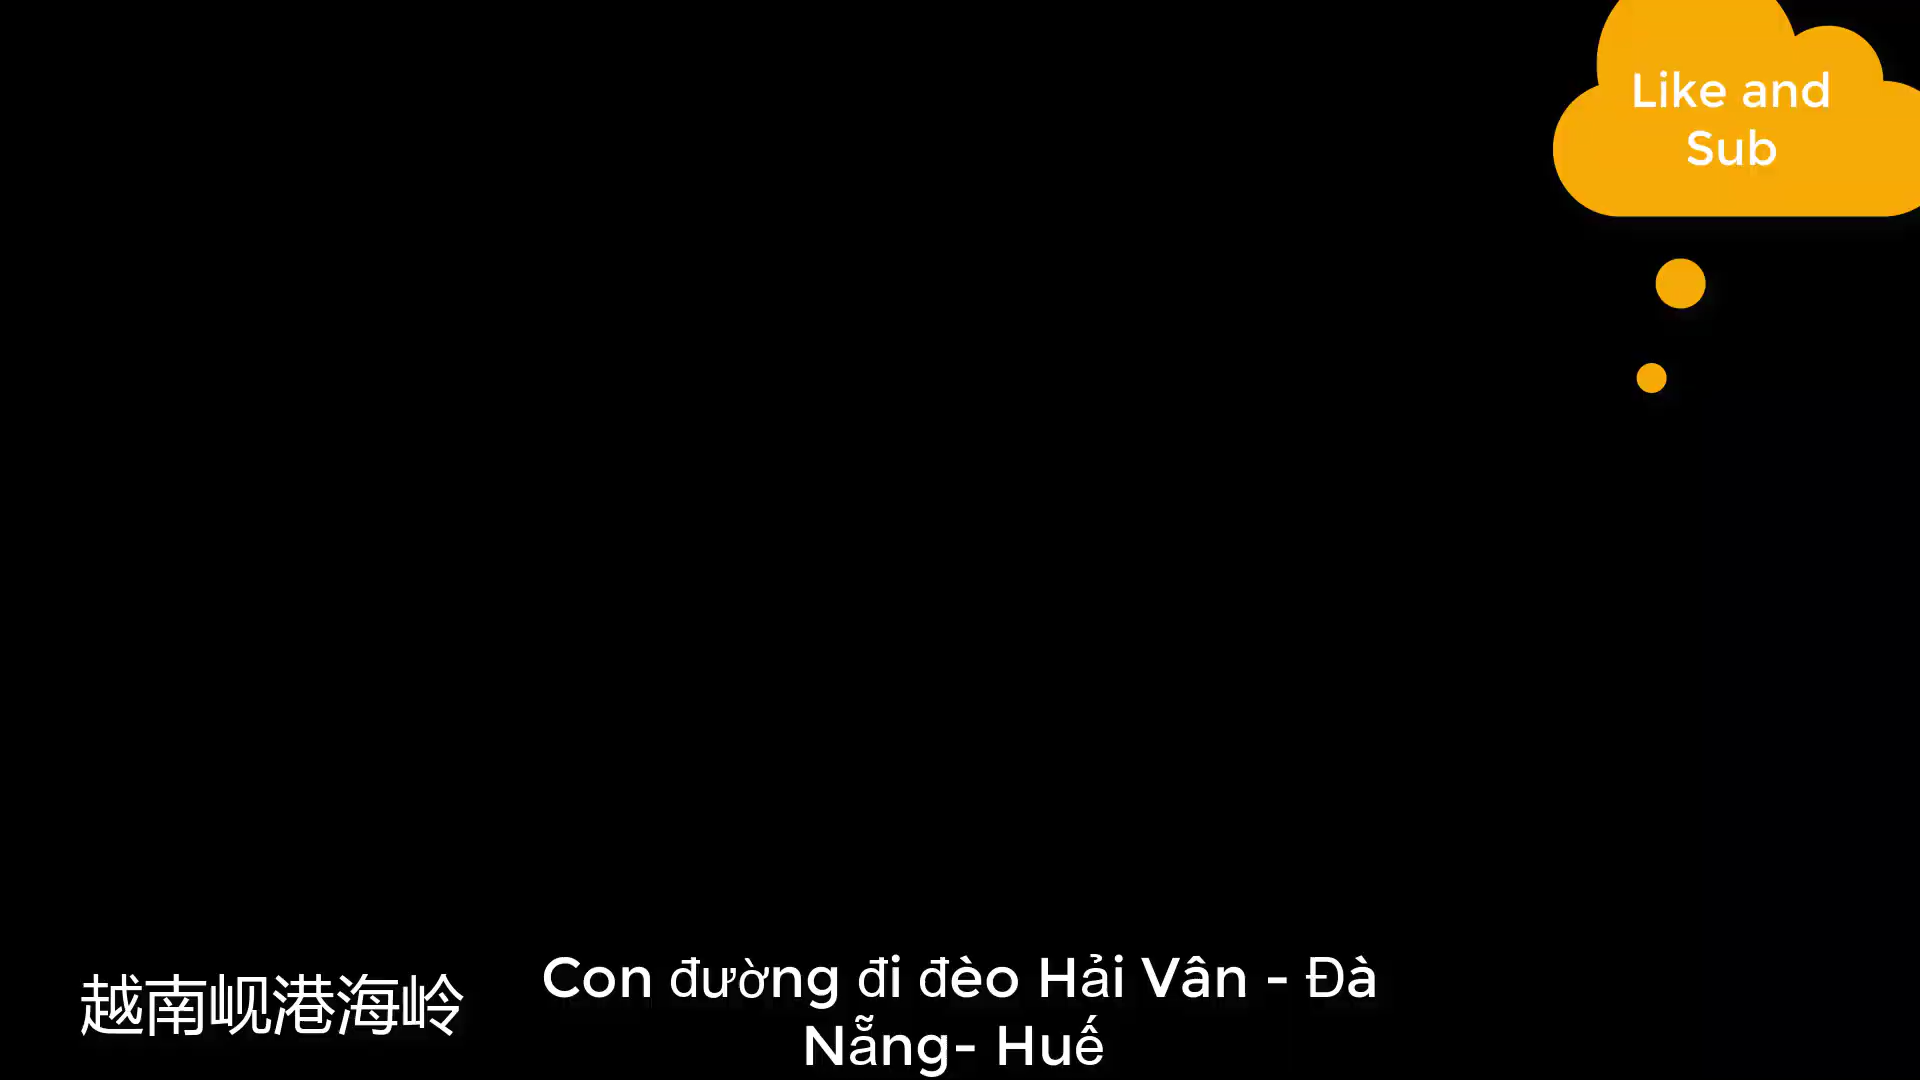 Like and
Sub
越南岘港海岭
Con đường đi đèo Hải Vân - Đà
Nẵng- Huế